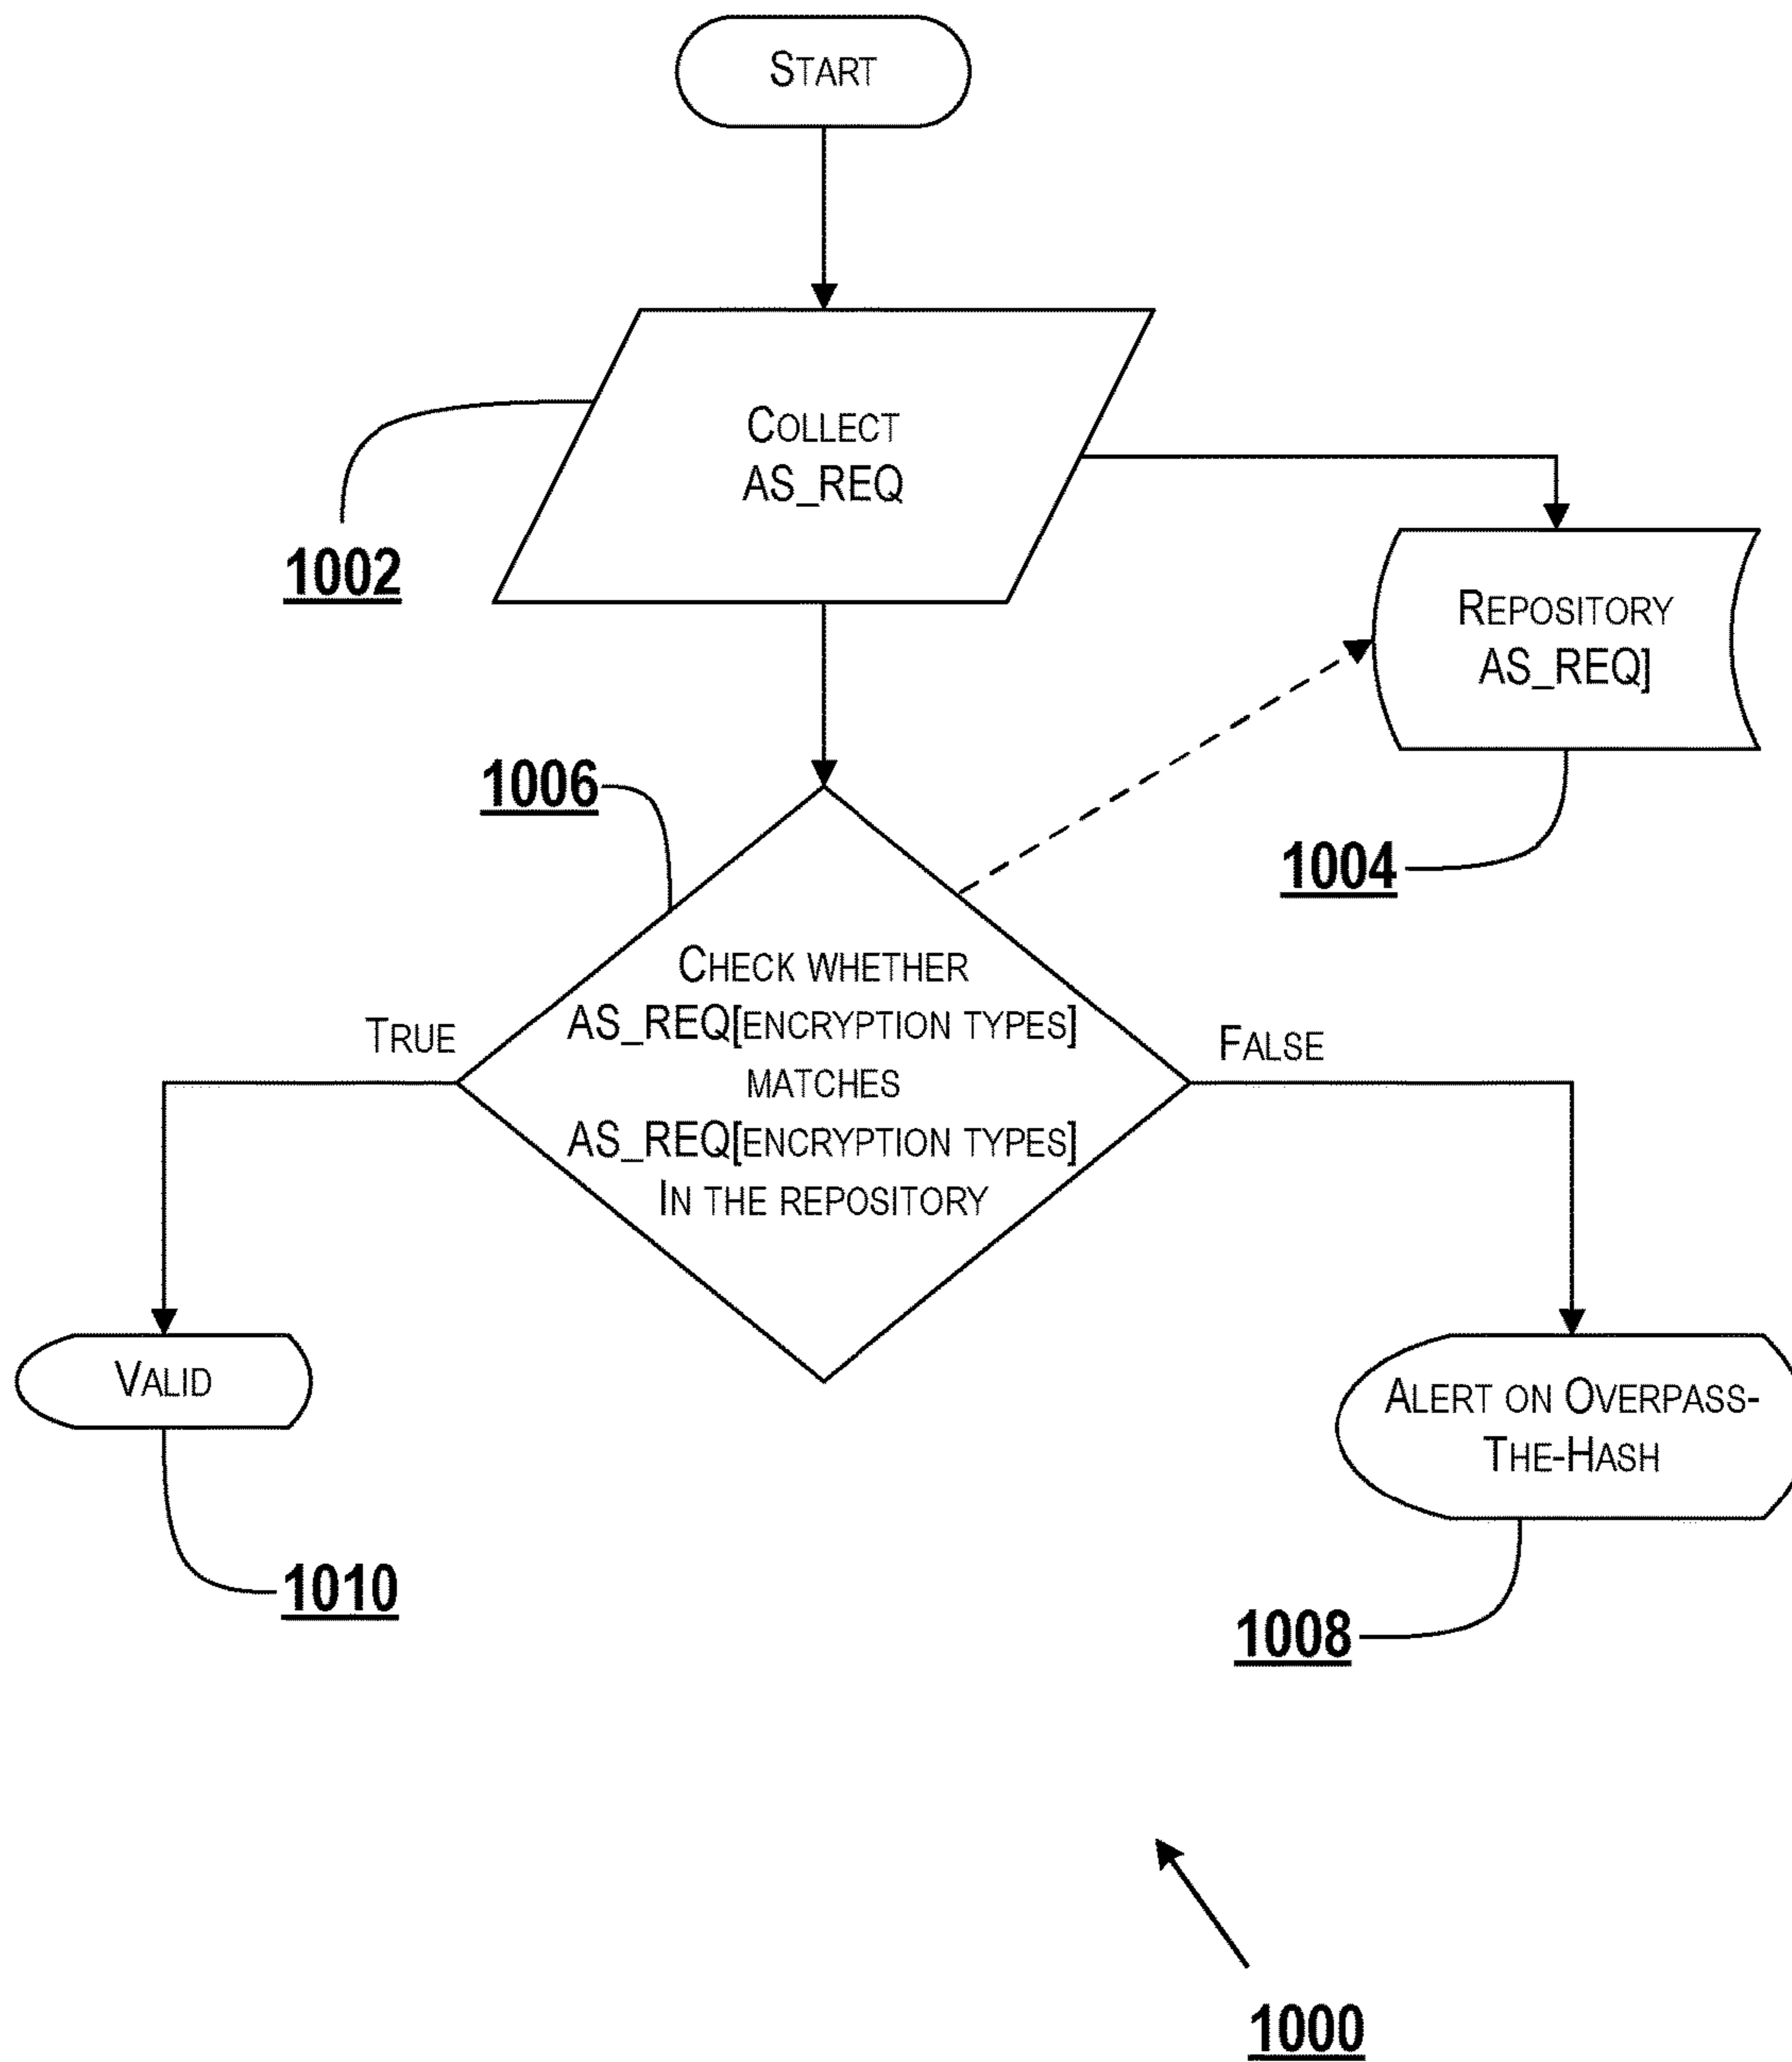 START
COLLECT
AS_REQ
1002
REPOSITORY
AS_REQ]
1004
1006
CHECK WHETHER
AS_REQ[ENCRYPTION TYPES]
MATCHES
AS_REQ[ENCRYPTION TYPES]
IN THE REPOSITORY
TRUE
FALSE
VALID
ALERT ON OVERPASS-
THE-HASH
1010
1008
1000